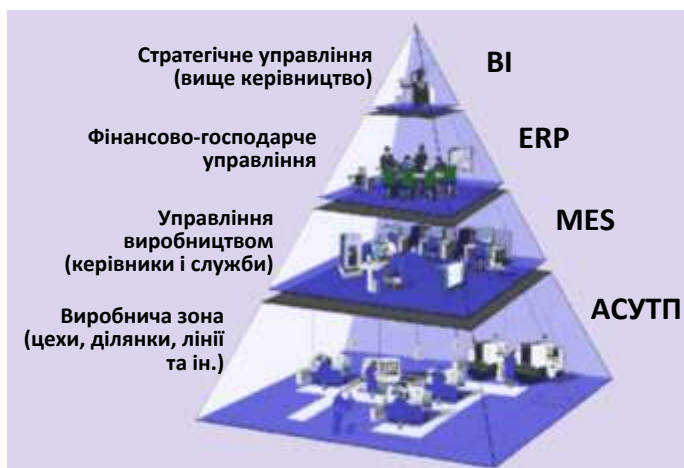 Стратегічне управління
(вище керівництво)
BI
Фінансово-господарче
управління
ERP
Управління
виробництвом
(керівники і служби)
MES
Виробнича зона
(цехи, ділянки, лінії
та ін.)
АСУТП